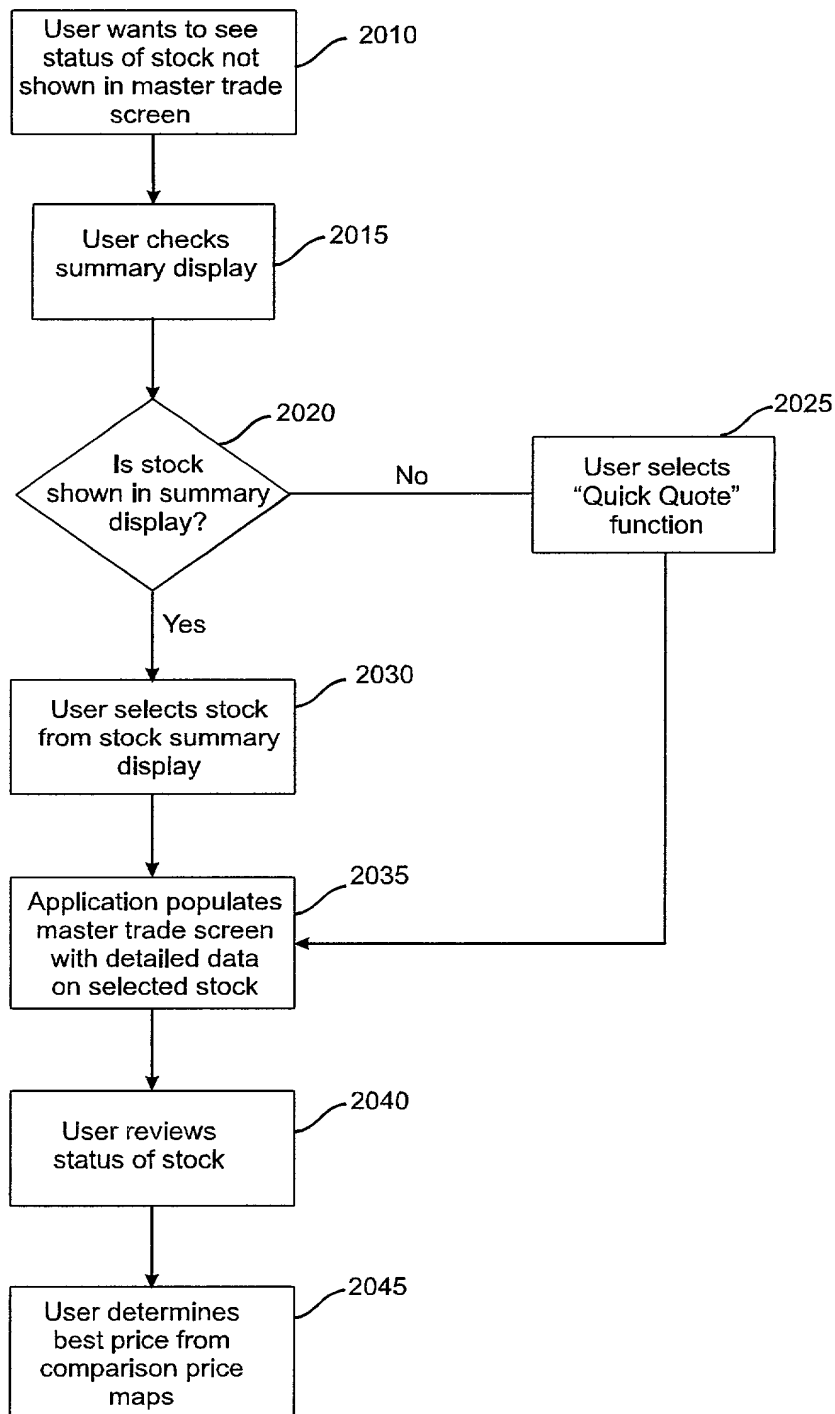 User wants to see
status of stock not
shown in master trade
screen
2010
User checks
summary display
2015
2020
Is stock
shown in summary
display?
No
2025
User selects
“Quick Quote”
function
Yes
2030
User selects stock
from stock summary
display
2035
Application populates
master trade screen
with detailed data
on selected stock
2040
User reviews
status of stock
2045
User determines
best price from
comparison price
maps